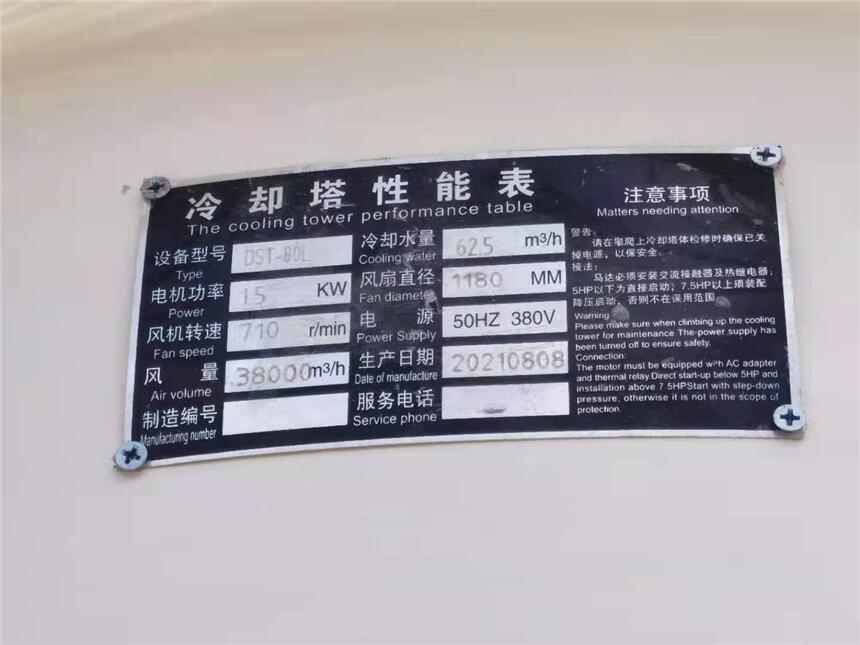 冷却塔性能表
The cooling tower performance table
设备型号 DST-80L
Type
电机功率 1.5 KW
Power
风机转速 710 r/min
Fan speed
风量 38000 m³/h
Air volume
制造编号
Manufacturing number
冷却水量 62.5 m³/h
Cooling water
风扇直径 1180 MM
Fan diameter
电源 50HZ 380V
Power Supply
生产日期 20210808
Date of manufacture
服务电话
Service phone
注意事项
Matters needing attention
警告:
请在攀爬上冷却塔体检修时确保已关
掉电源，以保安全。
接法:
马达必须安装交流接触器及热继电器;
5HP以下为直接启动; 7.5HP以上须装配
降压启动，否则不在保用范围
Warning:
Please make sure when climbing up the cooling
tower for maintenance The power supply has
been turned off to ensure safety.
Connection:
The motor must be equipped with AC adapter
and thermal relay Direct start-up below 5HP and
installation above 7.5HPStart with step-down
pressure, otherwise it is not in the scope of
protection.